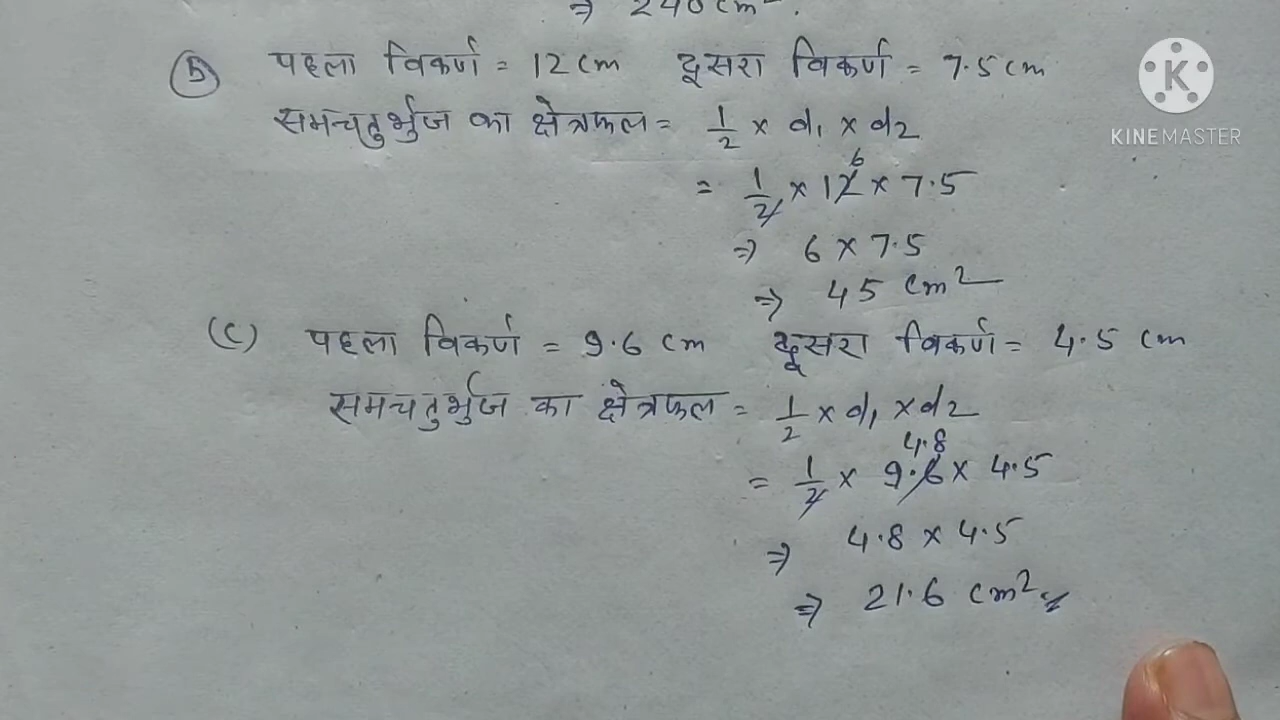 ⇒ 240 cm².
(b) पहला विकर्ण = 12 cm दूसरा विकर्ण = 7.5 cm
समचतुर्भुज का क्षेत्रफल = 1/2 × d1 × d2
6
= 1/2 × 12 × 7.5
⇒ 6 × 7.5
⇒ 45 cm²
(C) पहला विकर्ण = 9.6 cm दूसरा विकर्ण = 4.5 cm
समचतुर्भुज का क्षेत्रफल = 1/2 × d1 × d2
4.8
= 1/2 × 9.6 × 4.5
⇒ 4.8 × 4.5
⇒ 21.6 cm²
K
KINEMASTER